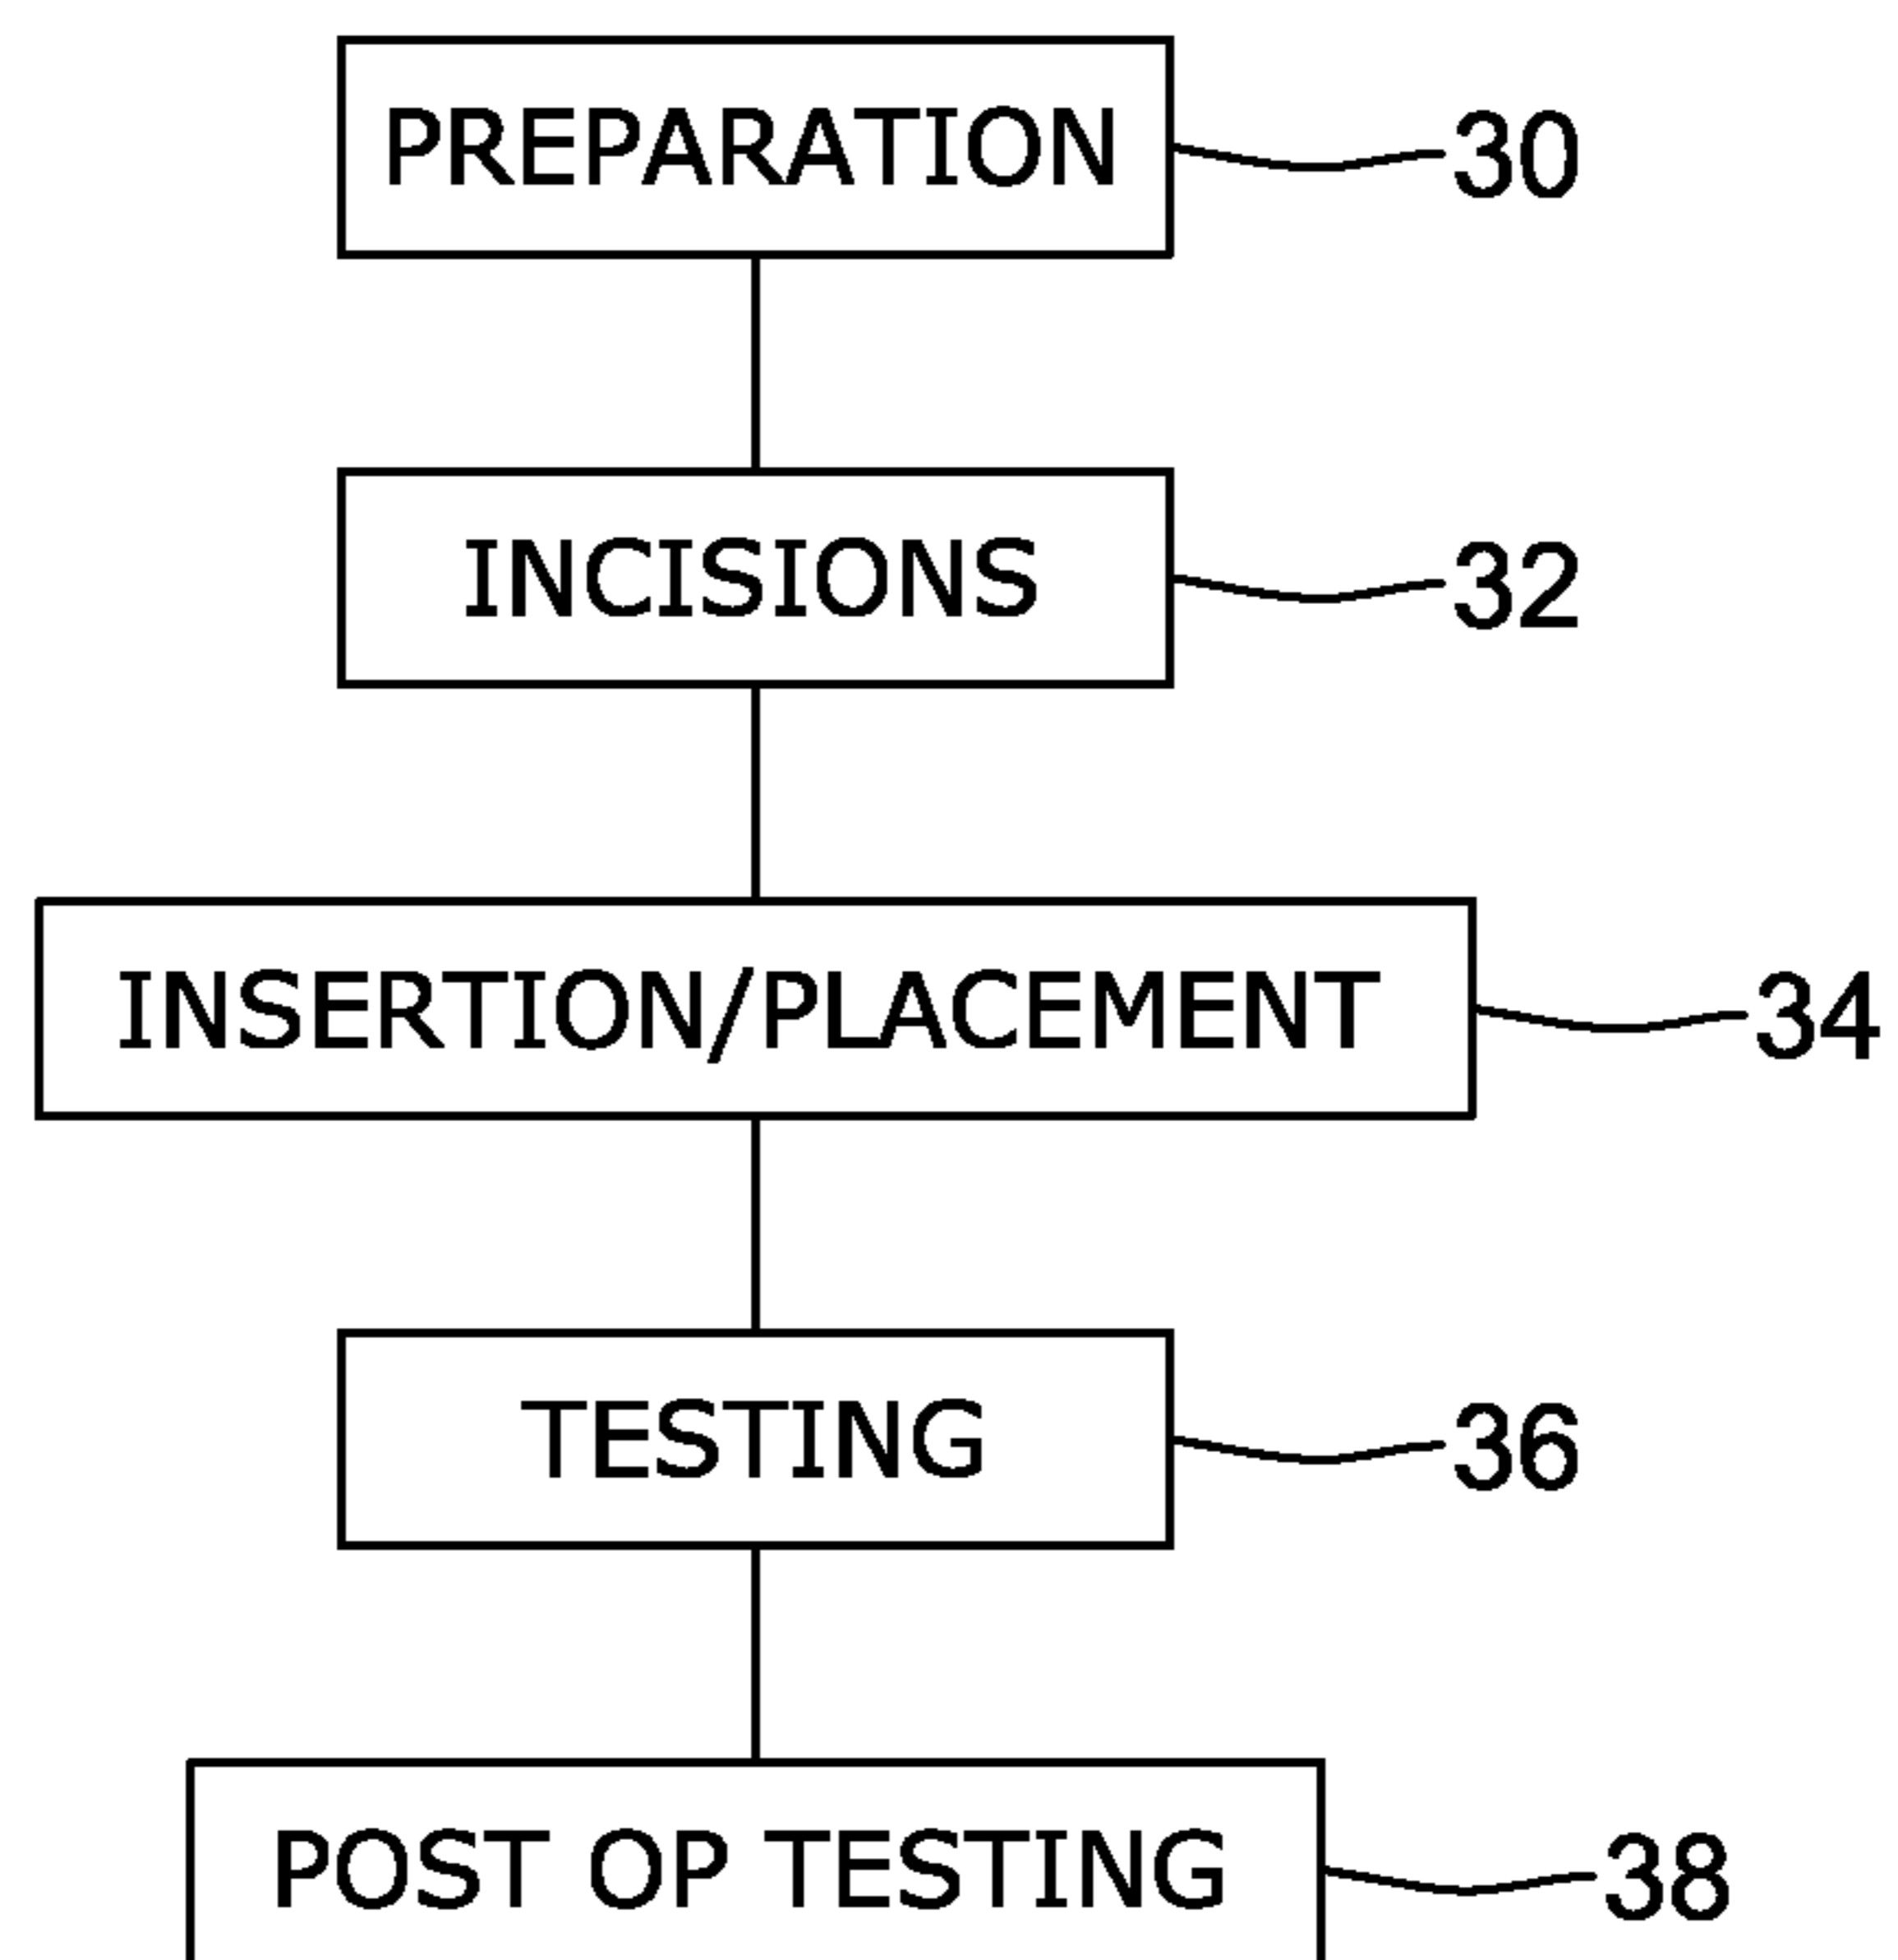 PREPARATION 30
INCISIONS 32
INSERTION/PLACEMENT 34
TESTING 36
POST OP TESTING 38